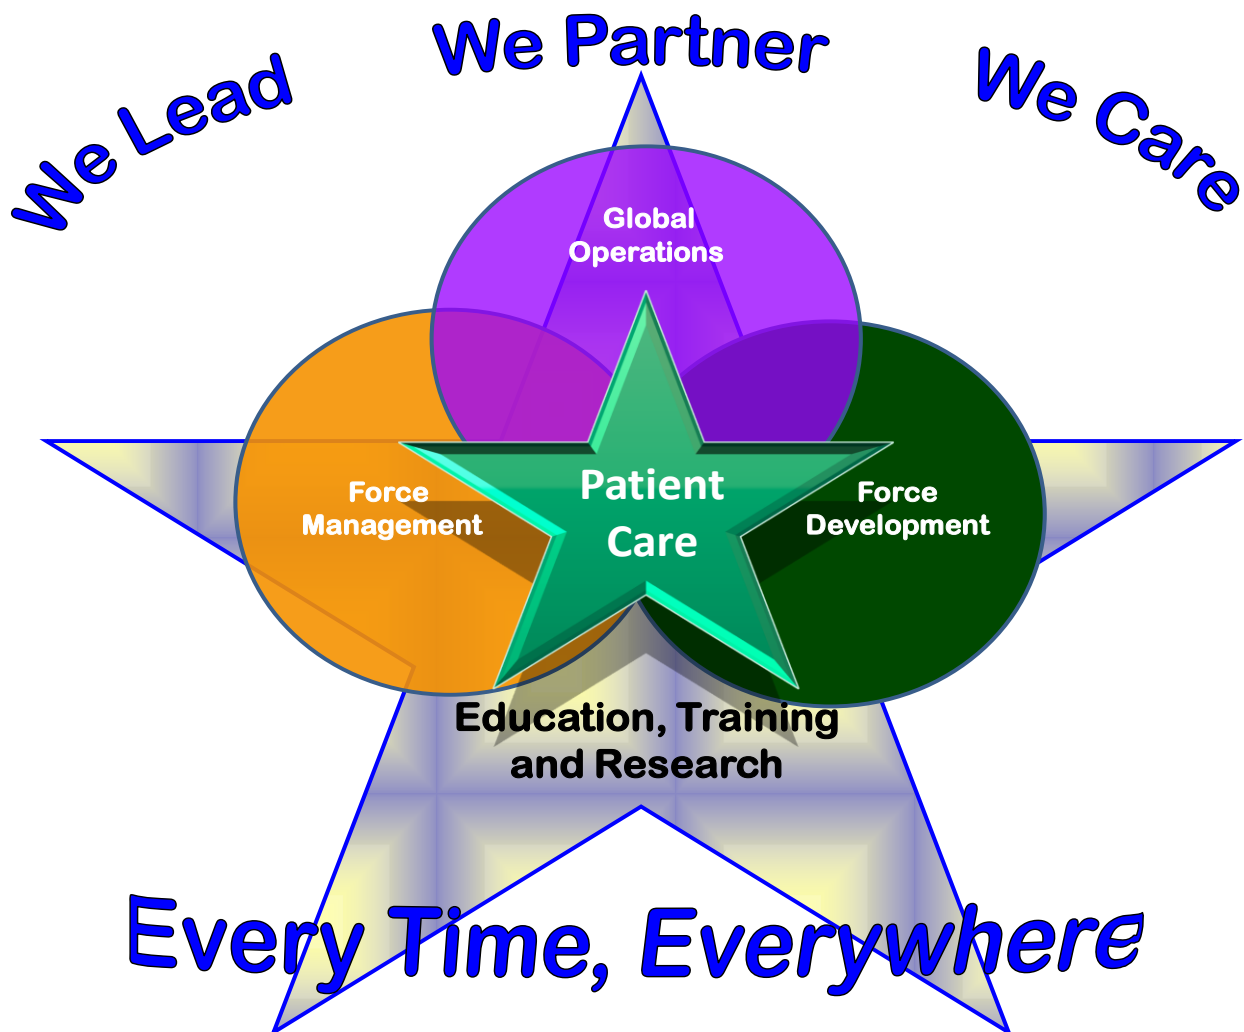 We Lead
We Partner
We Care
Global
Operations
Force
Management
Patient
Care
Force
Development
Education, Training
and Research
Every Time, Everywhere